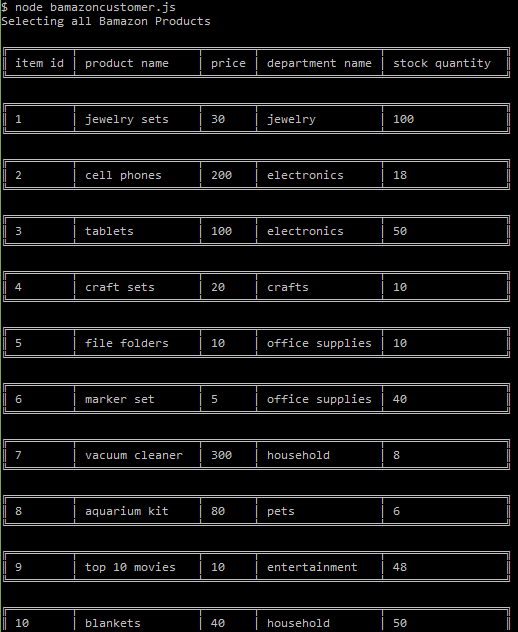 $ node bamazoncustomer.js
Selecting all Bamazon Products
item id product name price department name stock quantity
1 jewelry sets 30 jewelry 100
2 cell phones 200 electronics 18
3 tablets 100 electronics 50
4 craft sets 20 crafts 10
5 file folders 10 office supplies 10
6 marker set 5 office supplies 40
7 vacuum cleaner 300 household 8
8 aquarium kit 80 pets 6
9 top 10 movies 10 entertainment 48
10 blankets 40 household 50